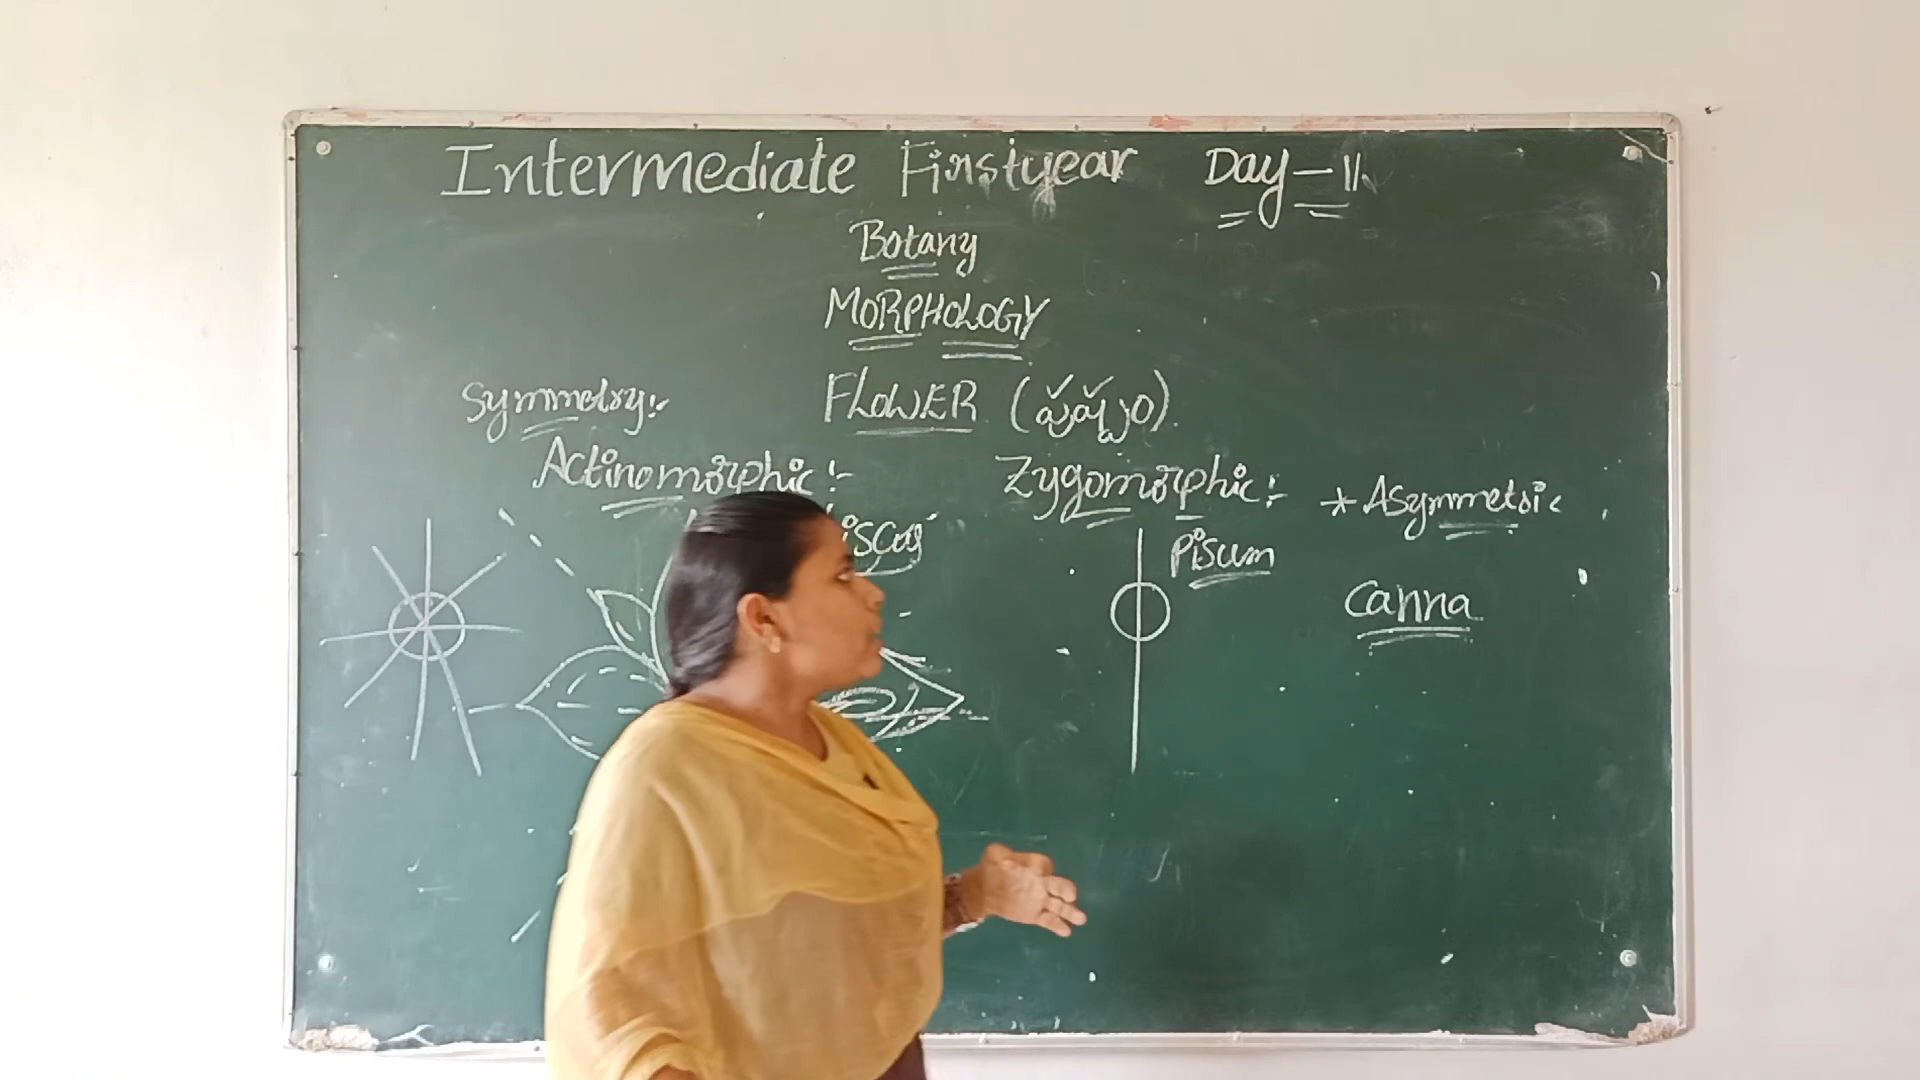 Intermediate Firstyear Day - 11
Botany
MORPHOLOGY
Symmetry:-
FLOWER (పుష్పం)
Actinomorphic :-
Zygomorphic :-
* Asymmetric
Pisum
Canna